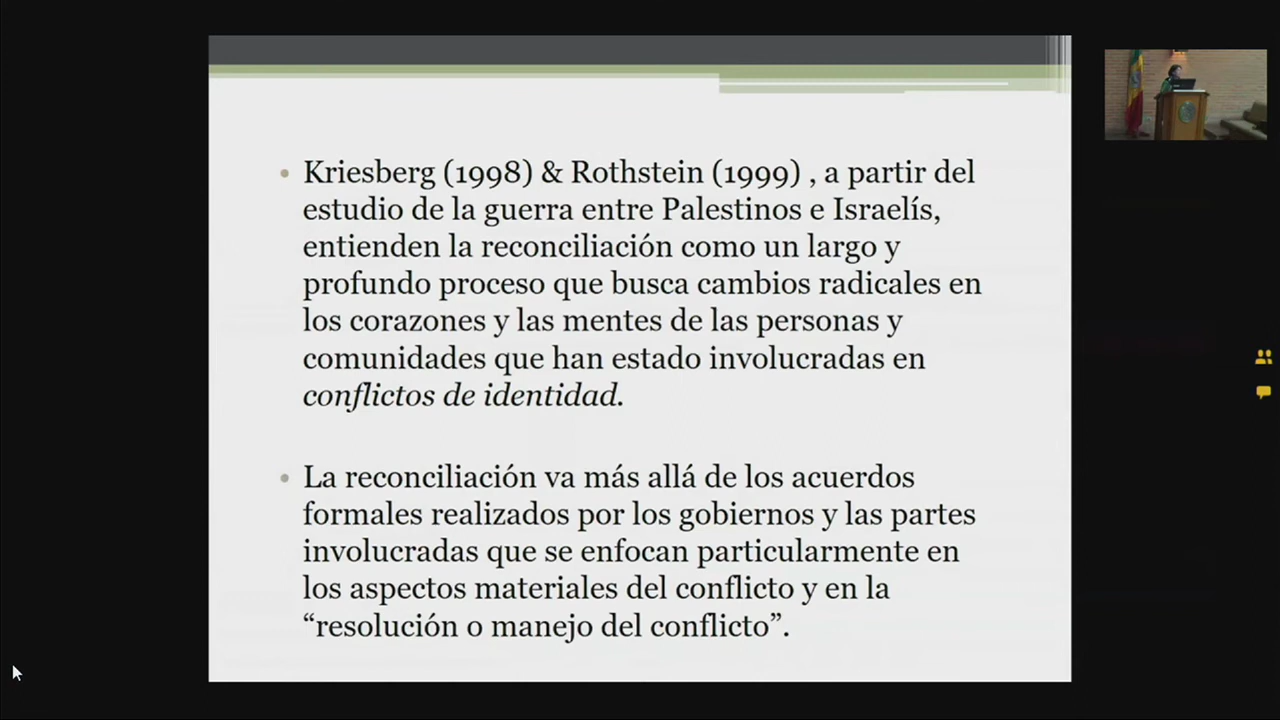 • Kriesberg (1998) & Rothstein (1999) , a partir del
estudio de la guerra entre Palestinos e Israelís,
entienden la reconciliación como un largo y
profundo proceso que busca cambios radicales en
los corazones y las mentes de las personas y
comunidades que han estado involucradas en
conflictos de identidad.
• La reconciliación va más allá de los acuerdos
formales realizados por los gobiernos y las partes
involucradas que se enfocan particularmente en
los aspectos materiales del conflicto y en la
“resolución o manejo del conflicto”.